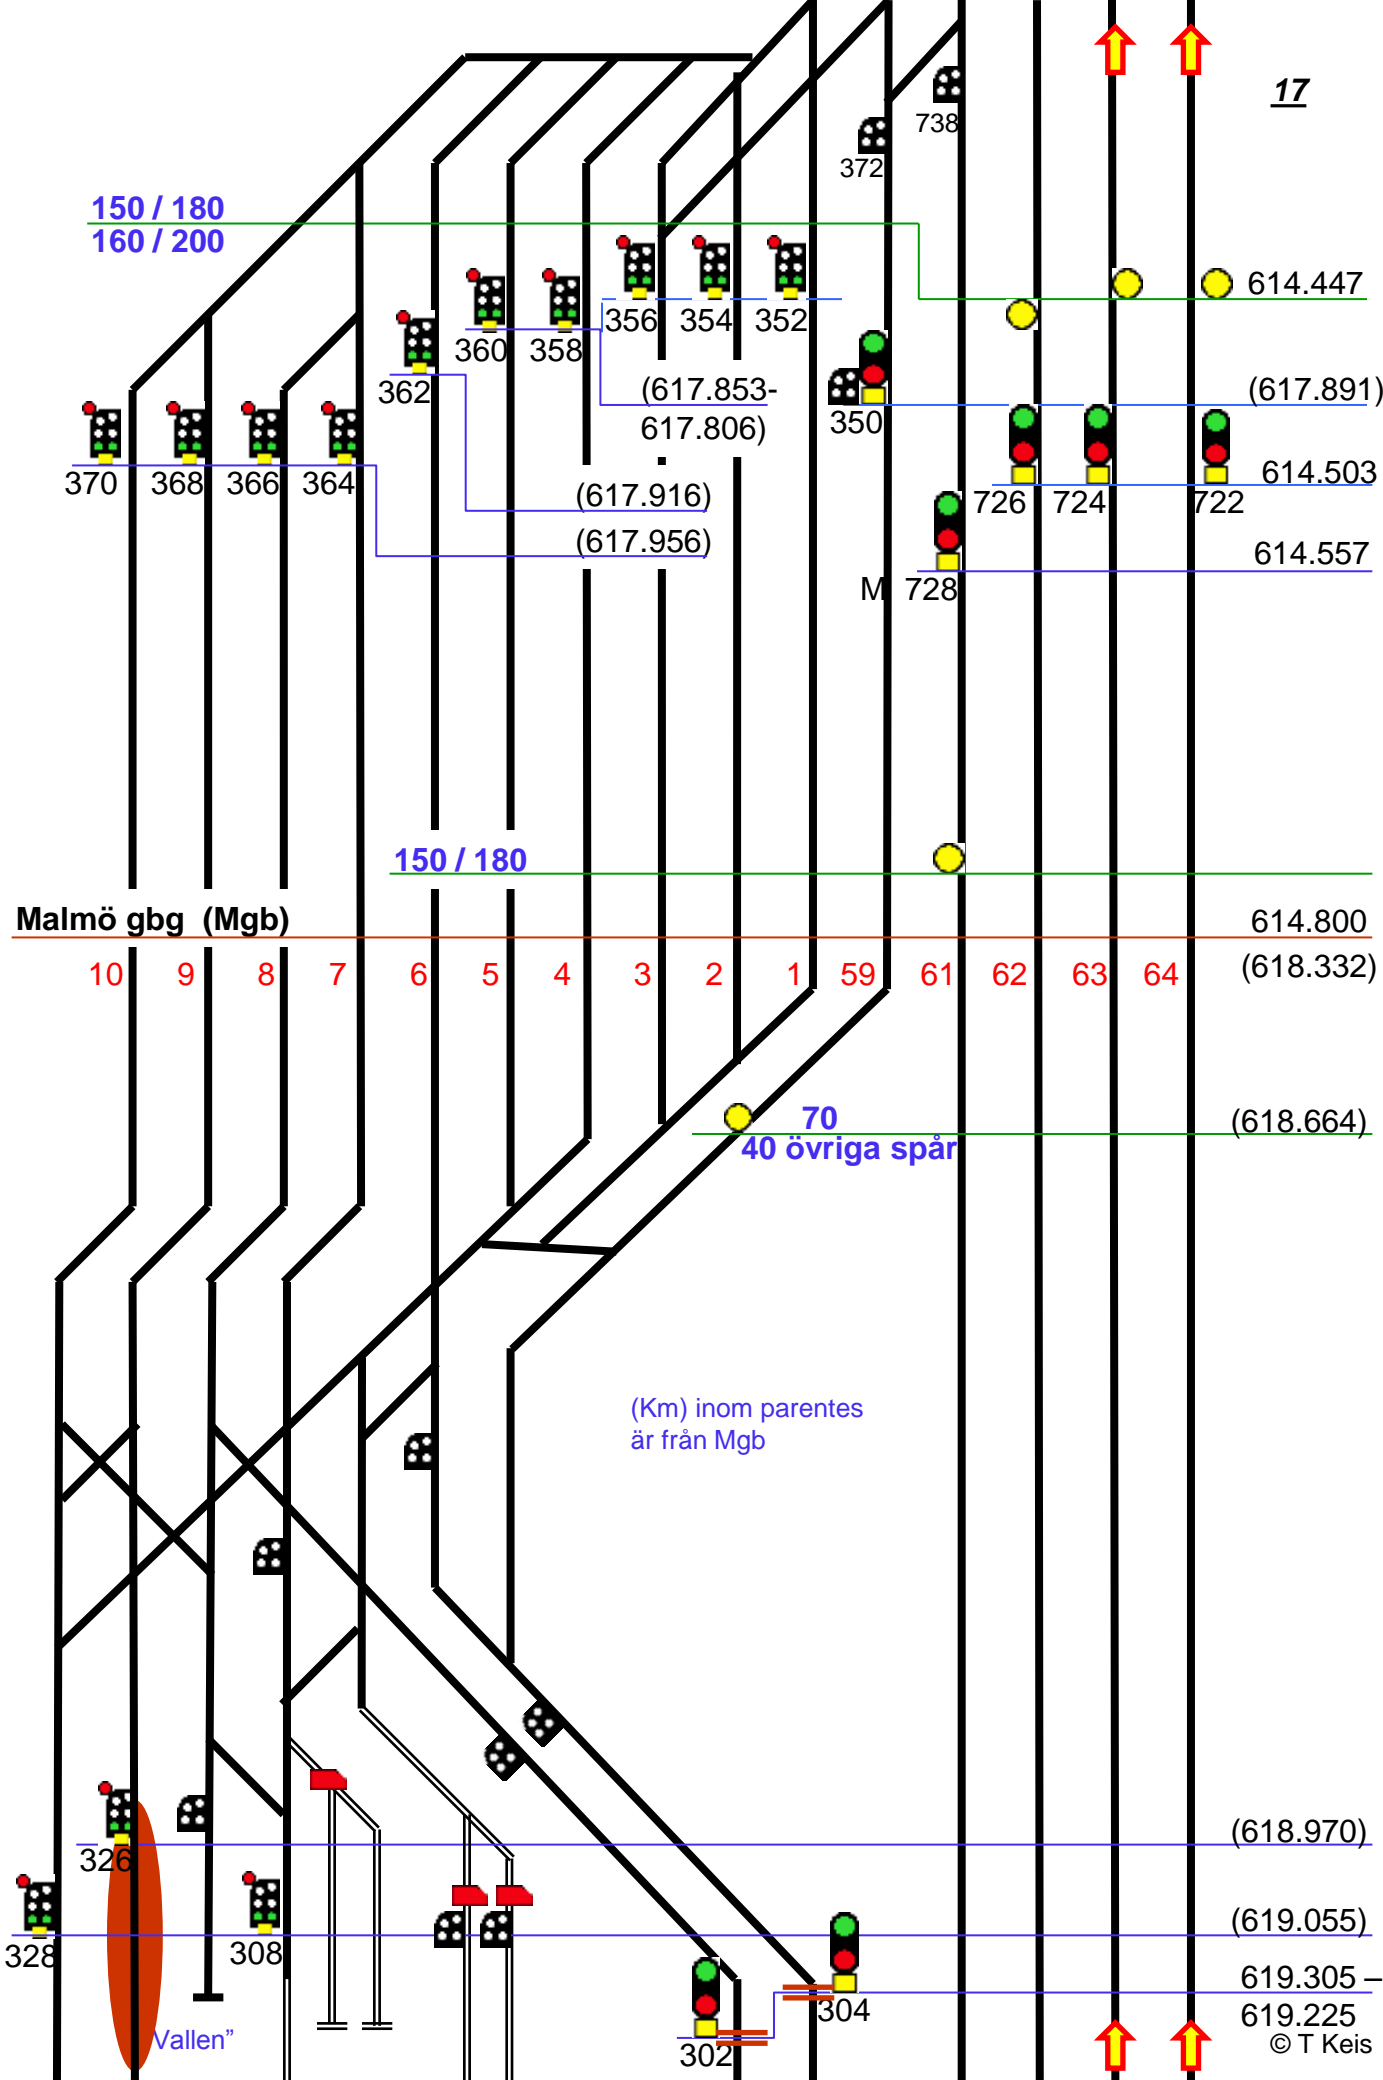 17
738
372
150 / 180
160 / 200
614.447
356 354 352
360 358
362
(617.853-
617.806)
(617.891)
350
370 368 366 364
614.503
(617.916)
726 724 722
(617.956)
614.557
M 728
150 / 180
Malmö gbg (Mgb)
614.800
10 9 8 7 6 5 4 3 2 1 59 61 62 63 64
(618.332)
70
(618.664)
40 övriga spår
(Km) inom parentes
är från Mgb
(618.970)
326
(619.055)
328 308
619.305 –
304
619.225
Vallen”
302
© T Keis